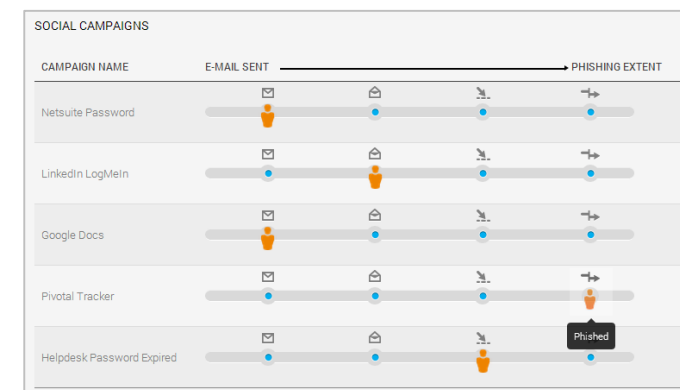 SOCIAL CAMPAIGNS
CAMPAIGN NAME E-MAIL SENT PHISHING EXTENT
Netsuite Password
LinkedIn LogMeIn
Google Docs
Pivotal Tracker
Phished
Helpdesk Password Expired